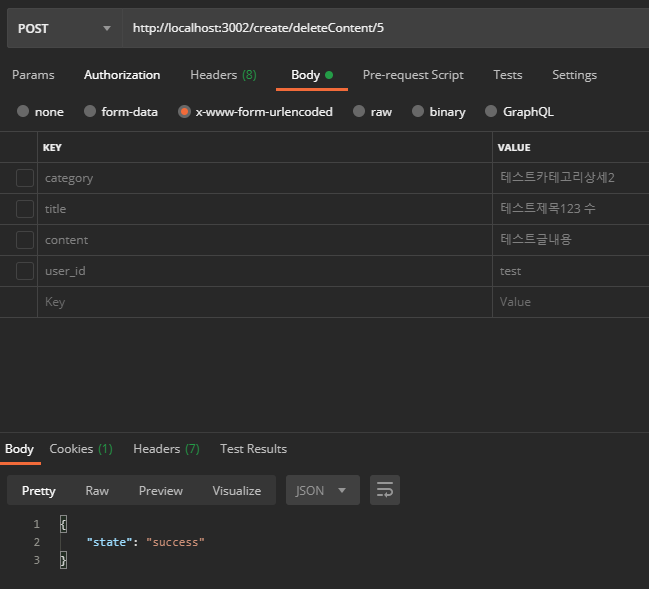 POST http://localhost:3002/create/deleteContent/5
Params Authorization Headers (8) Body Pre-request Script Tests Settings
none form-data x-www-form-urlencoded raw binary GraphQL
KEY VALUE
category 테스트카테고리상세2
title 테스트제목123 수
content 테스트글내용
user_id test
Key Value
Body Cookies (1) Headers (7) Test Results
Pretty Raw Preview Visualize JSON
1 {
2 "state": "success"
3 }